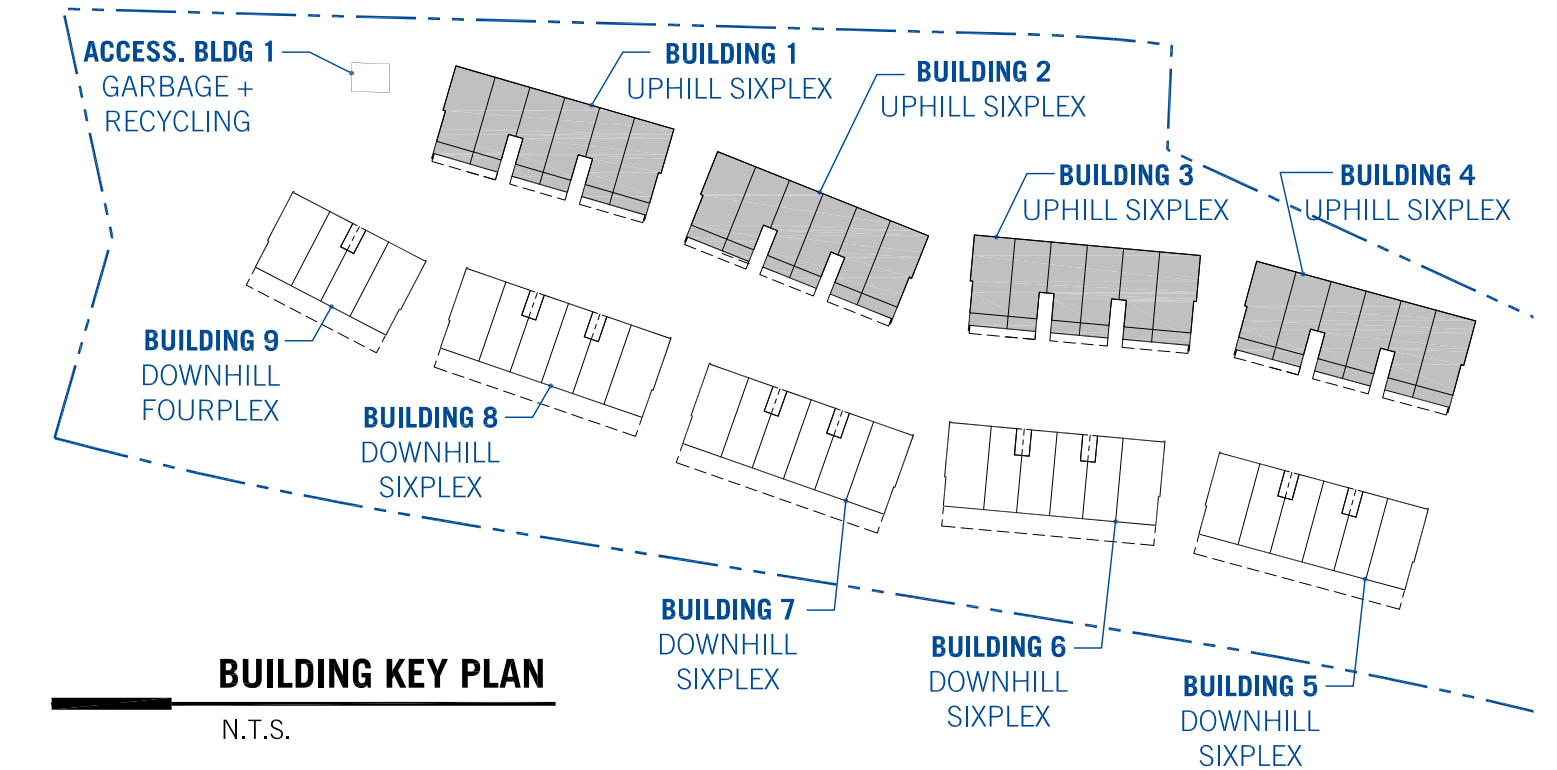 ACCESS. BLDG 1
GARBAGE +
RECYCLING
BUILDING 1
UPHILL SIXPLEX
BUILDING 2
UPHILL SIXPLEX
BUILDING 3
UPHILL SIXPLEX
BUILDING 4
UPHILL SIXPLEX
BUILDING 9
DOWNHILL
FOURPLEX
BUILDING 8
DOWNHILL
SIXPLEX
BUILDING 7
DOWNHILL
SIXPLEX
BUILDING 6
DOWNHILL
SIXPLEX
BUILDING 5
DOWNHILL
SIXPLEX
BUILDING KEY PLAN
N.T.S.